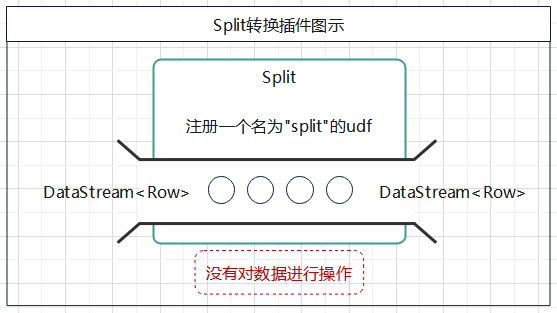 Split转换插件图示
Split
注册一个名为"split"的udf
DataStream<Row>
DataStream<Row>
没有对数据进行操作